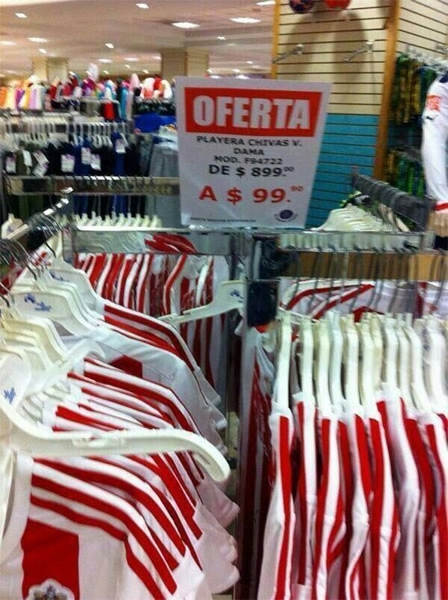 OFERTA
PLAYERA CHIVAS V.
DAMA
MOD. F94722
DE $ 899.00
A $ 99.90